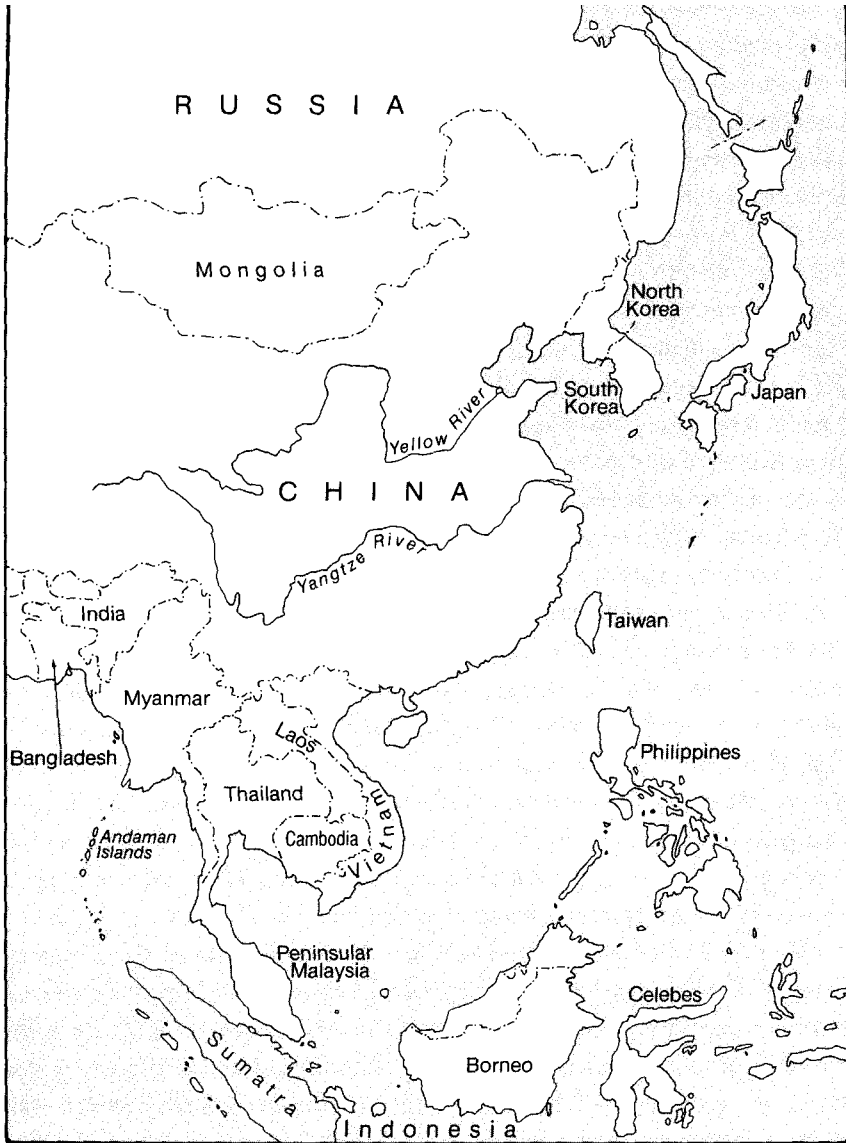 RUSSIA
Mongolia
North
Korea
South
Korea
Japan
Yellow River
CHINA
Yangtze River
India
Taiwan
Myanmar
Laos
Bangladesh
Philippines
Thailand
Cambodia
Vietnam
Andaman
Islands
Peninsular
Malaysia
Celebes
Sumatra
Borneo
Indonesia